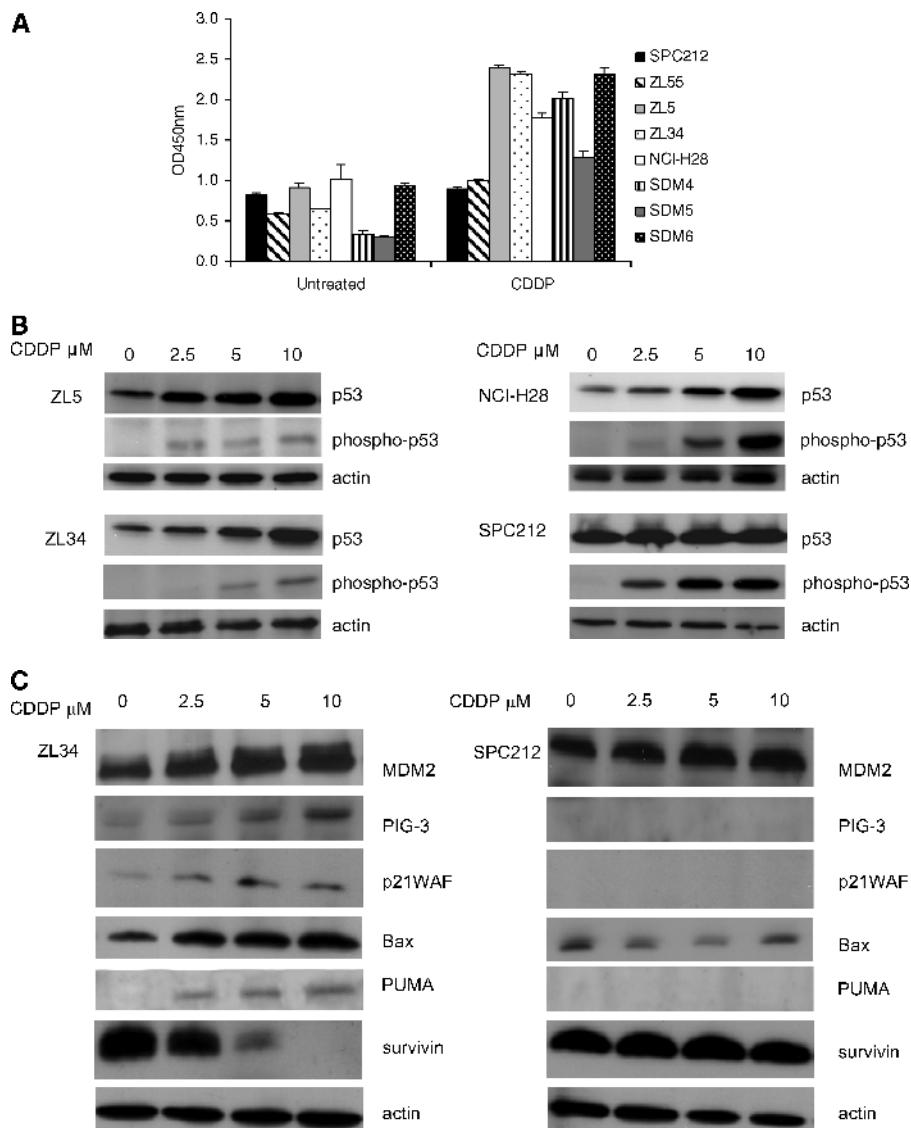 A
OD450nm
3.0
2.5
2.0
1.5
1.0
0.5
0.0
Untreated
CDDP
SPC212
ZL55
ZL5
ZL34
NCI-H28
SDM4
SDM5
SDM6
B
CDDP μM 0 2.5 5 10
ZL5
p53
phospho-p53
actin
ZL34
p53
phospho-p53
actin
CDDP μM 0 2.5 5 10
NCI-H28
p53
phospho-p53
actin
SPC212
p53
phospho-p53
actin
C
CDDP μM 0 2.5 5 10
ZL34
MDM2
PIG-3
p21WAF
Bax
PUMA
survivin
actin
CDDP μM 0 2.5 5 10
SPC212
MDM2
PIG-3
p21WAF
Bax
PUMA
survivin
actin